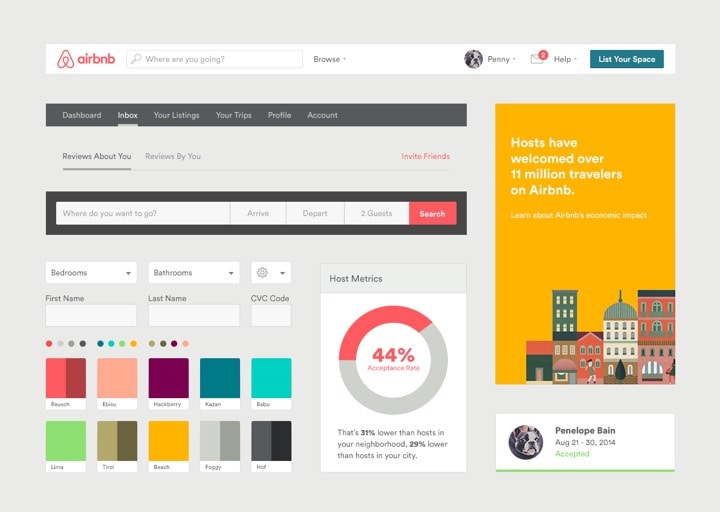 airbnb
Where are you going?
Browse
Penny
2
Help
List Your Space
Dashboard
Inbox
Your Listings
Your Trips
Profile
Account
Reviews About You
Reviews By You
Invite Friends
Where do you want to go?
Arrive
Depart
2 Guests
Search
Bedrooms
Bathrooms
First Name
Last Name
CVC Code
Rausch
Ebisu
Hackberry
Kazan
Babu
Lima
Tirol
Beach
Foggy
Hof
Host Metrics
44%
Acceptance Rate
That's 31% lower than hosts in
your neighborhood, 29% lower
than hosts in your city.
Hosts have
welcomed over
11 million travelers
on Airbnb.
Learn about Airbnb's economic impact
Penelope Bain
Aug 21 - 30, 2014
Accepted